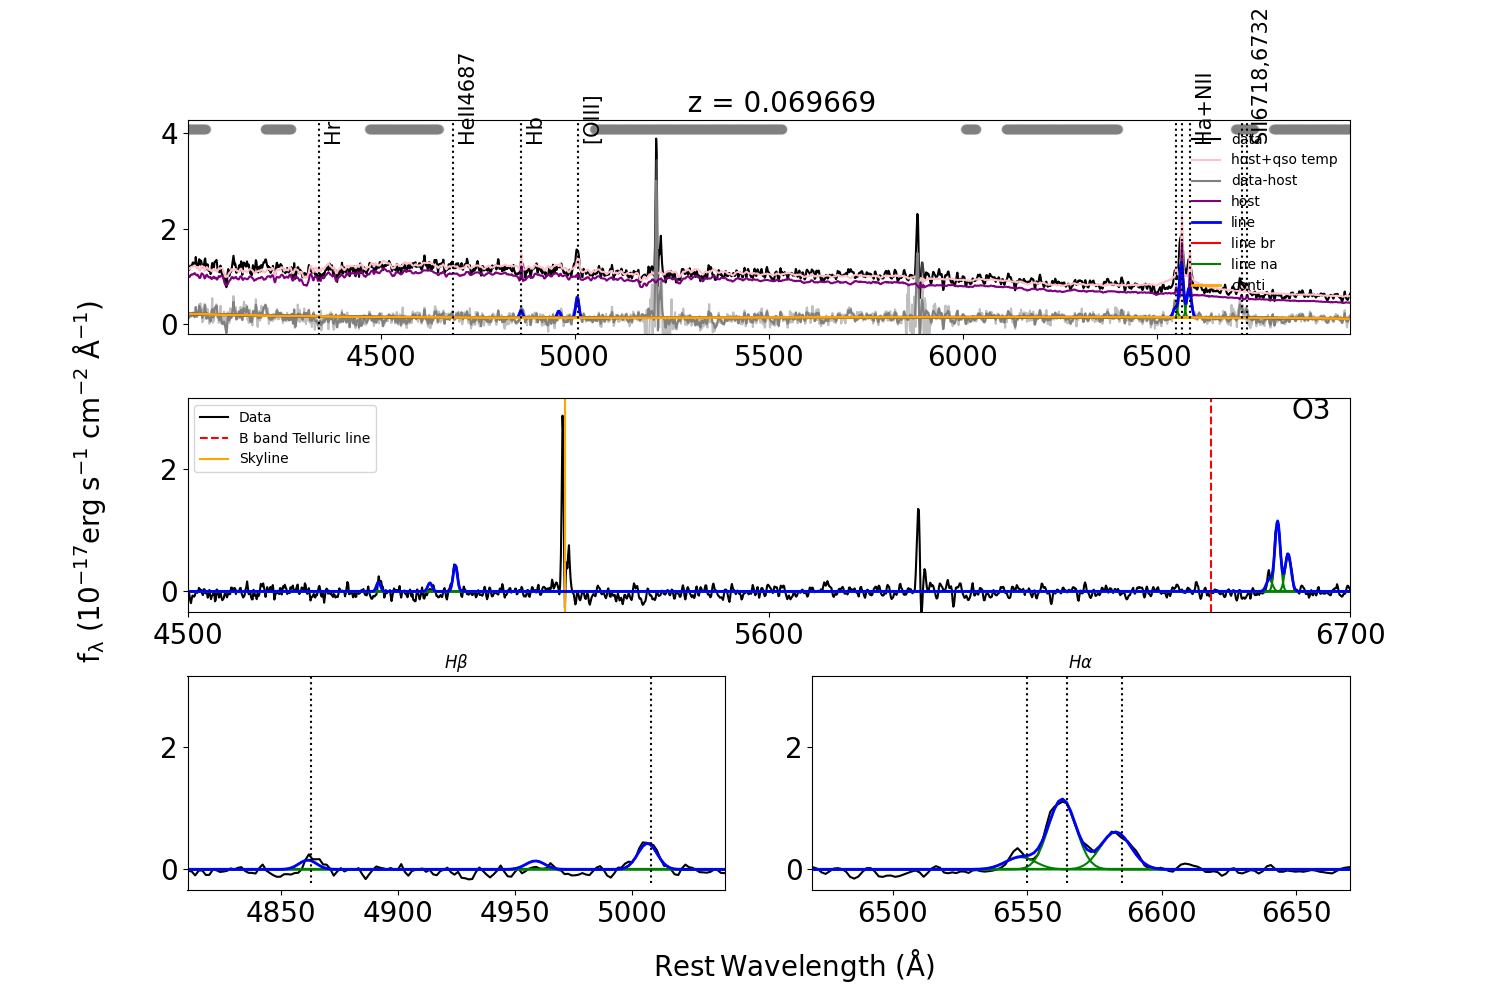 z = 0.069669
Hr
HeII4687
Hb
[OIII]
Ha+NII
SII6718,6732
4
2
0
data
host+qso temp
data-host
host
line
line br
line na
conti
4500
5000
5500
6000
6500
fλ (10⁻¹⁷erg s⁻¹ cm⁻² Å⁻¹)
2
0
Data
B band Telluric line
Skyline
O3
4500
5600
6700
Hβ
2
0
4850
4900
4950
5000
Hα
2
0
6500
6550
6600
6650
Rest Wavelength (Å)